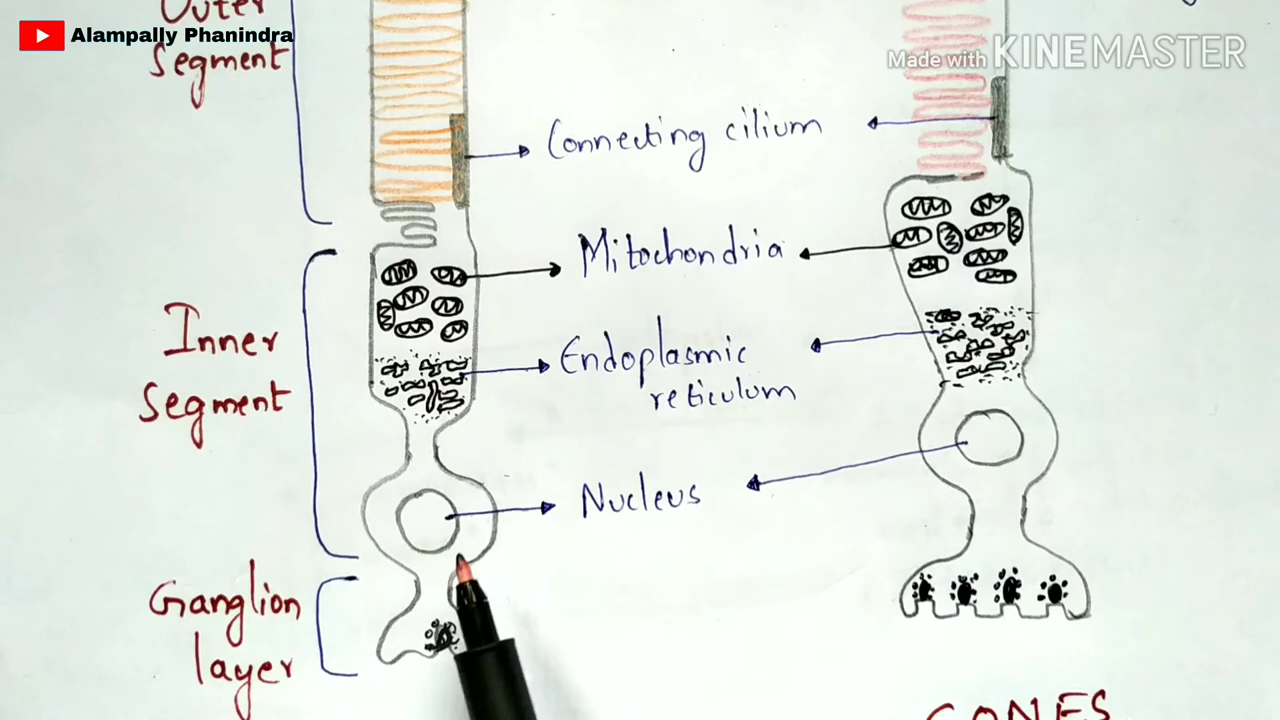 Outer
Segment
Alampally Phanindra
Made with KINEMASTER
Connecting cilium
Mitochondria
Inner
Segment
Endoplasmic
reticulum
Nucleus
Ganglion
layer
CONES